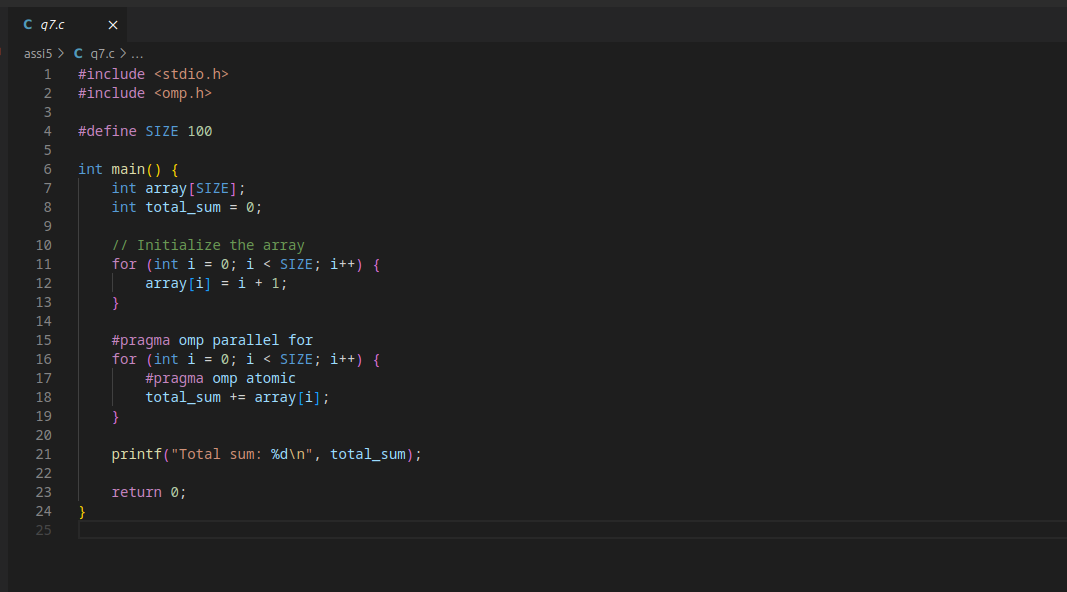 C q7.c ×
assi5 > C q7.c > ...
1 #include <stdio.h>
2 #include <omp.h>
3
4 #define SIZE 100
5
6 int main() {
7     int array[SIZE];
8     int total_sum = 0;
9
10     // Initialize the array
11     for (int i = 0; i < SIZE; i++) {
12         array[i] = i + 1;
13     }
14
15     #pragma omp parallel for
16     for (int i = 0; i < SIZE; i++) {
17         #pragma omp atomic
18         total_sum += array[i];
19     }
20
21     printf("Total sum: %d\n", total_sum);
22
23     return 0;
24 }
25